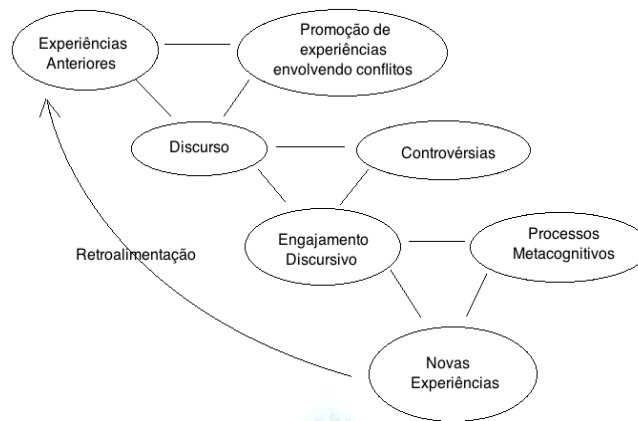 Experiências
Anteriores
Promoção de
experiências
envolvendo conflitos
Discurso
Controvérsias
Engajamento
Discursivo
Processos
Metacognitivos
Retroalimentação
Novas
Experiências